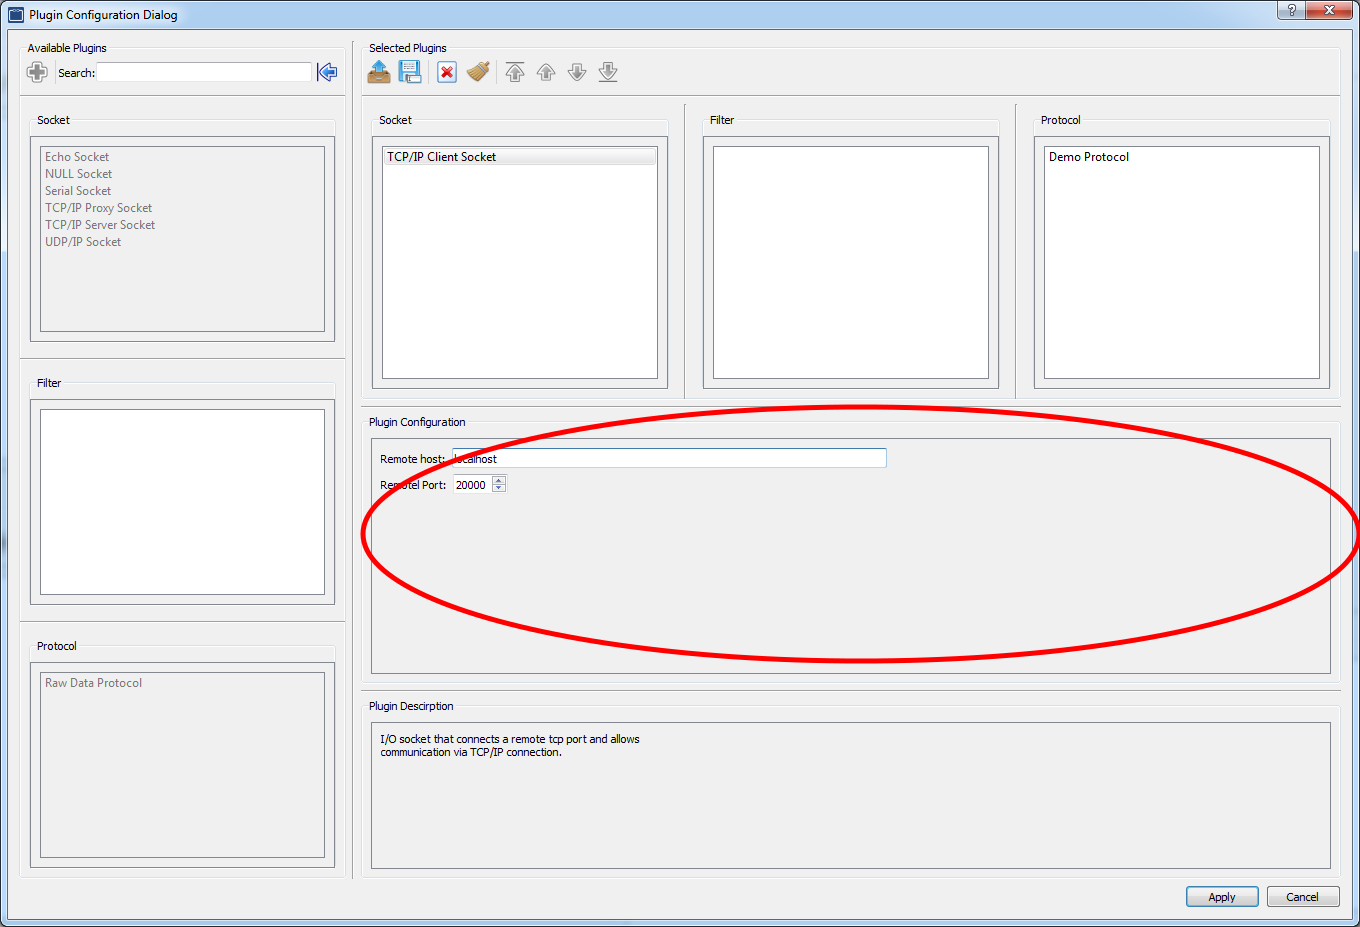 Plugin Configuration Dialog
Available Plugins
Search:
Socket
Echo Socket
NULL Socket
Serial Socket
TCP/IP Proxy Socket
TCP/IP Server Socket
UDP/IP Socket
Filter
Protocol
Raw Data Protocol
Selected Plugins
Socket
TCP/IP Client Socket
Filter
Protocol
Demo Protocol
Plugin Configuration
Remote host: localhost
Remotel Port: 20000
Plugin Descirption
I/O socket that connects a remote tcp port and allows
communication via TCP/IP connection.
Apply Cancel